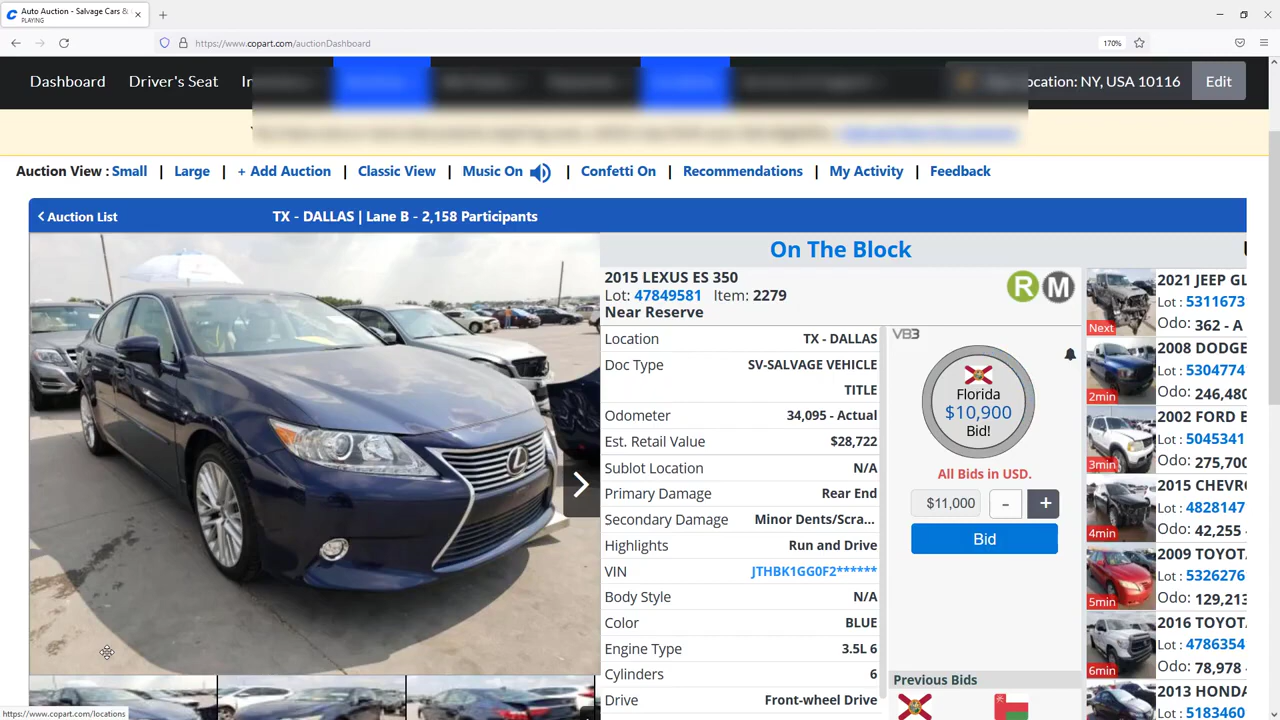 Auto Auction - Salvage Cars &
PLAYING
https://www.copart.com/auctionDashboard
170%
Dashboard
Driver's Seat
ocation: NY, USA 10116
Edit
Auction View : Small | Large | + Add Auction | Classic View | Music On | Confetti On | Recommendations | My Activity | Feedback
Auction List
TX - DALLAS | Lane B - 2,158 Participants
On The Block
2015 LEXUS ES 350
Lot: 47849581 Item: 2279
Near Reserve
R M
Location TX - DALLAS
Doc Type SV-SALVAGE VEHICLE TITLE
Odometer 34,095 - Actual
Est. Retail Value $28,722
Sublot Location N/A
Primary Damage Rear End
Secondary Damage Minor Dents/Scra...
Highlights Run and Drive
VIN JTHBK1GG0F2******
Body Style N/A
Color BLUE
Engine Type 3.5L 6
Cylinders 6
Drive Front-wheel Drive
VB3
Florida
$10,900
Bid!
All Bids in USD.
$11,000 - +
Bid
Previous Bids
2021 JEEP GL
Lot : 5311673
Odo: 362 - A
Next
2008 DODGE
Lot : 5304774
Odo: 246,480
2min
2002 FORD E
Lot : 5045341
Odo: 275,700
3min
2015 CHEVR
Lot : 4828147
Odo: 42,255 -
4min
2009 TOYOT
Lot : 5326276
Odo: 129,213
5min
2016 TOYOT
Lot : 4786354
Odo: 78,978 -
6min
2013 HONDA
Lot : 5183460
https://www.copart.com/locations